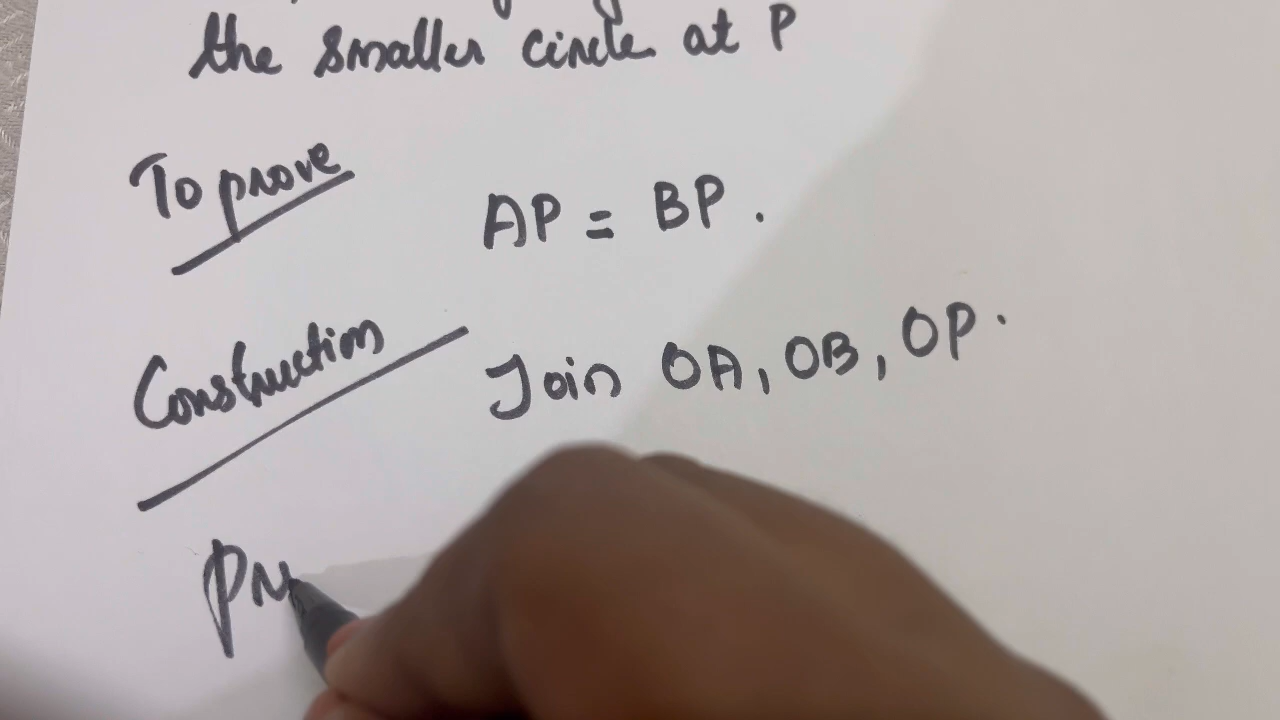 the smaller circle at P
To prove AP = BP.
Construction Join OA, OB, OP.